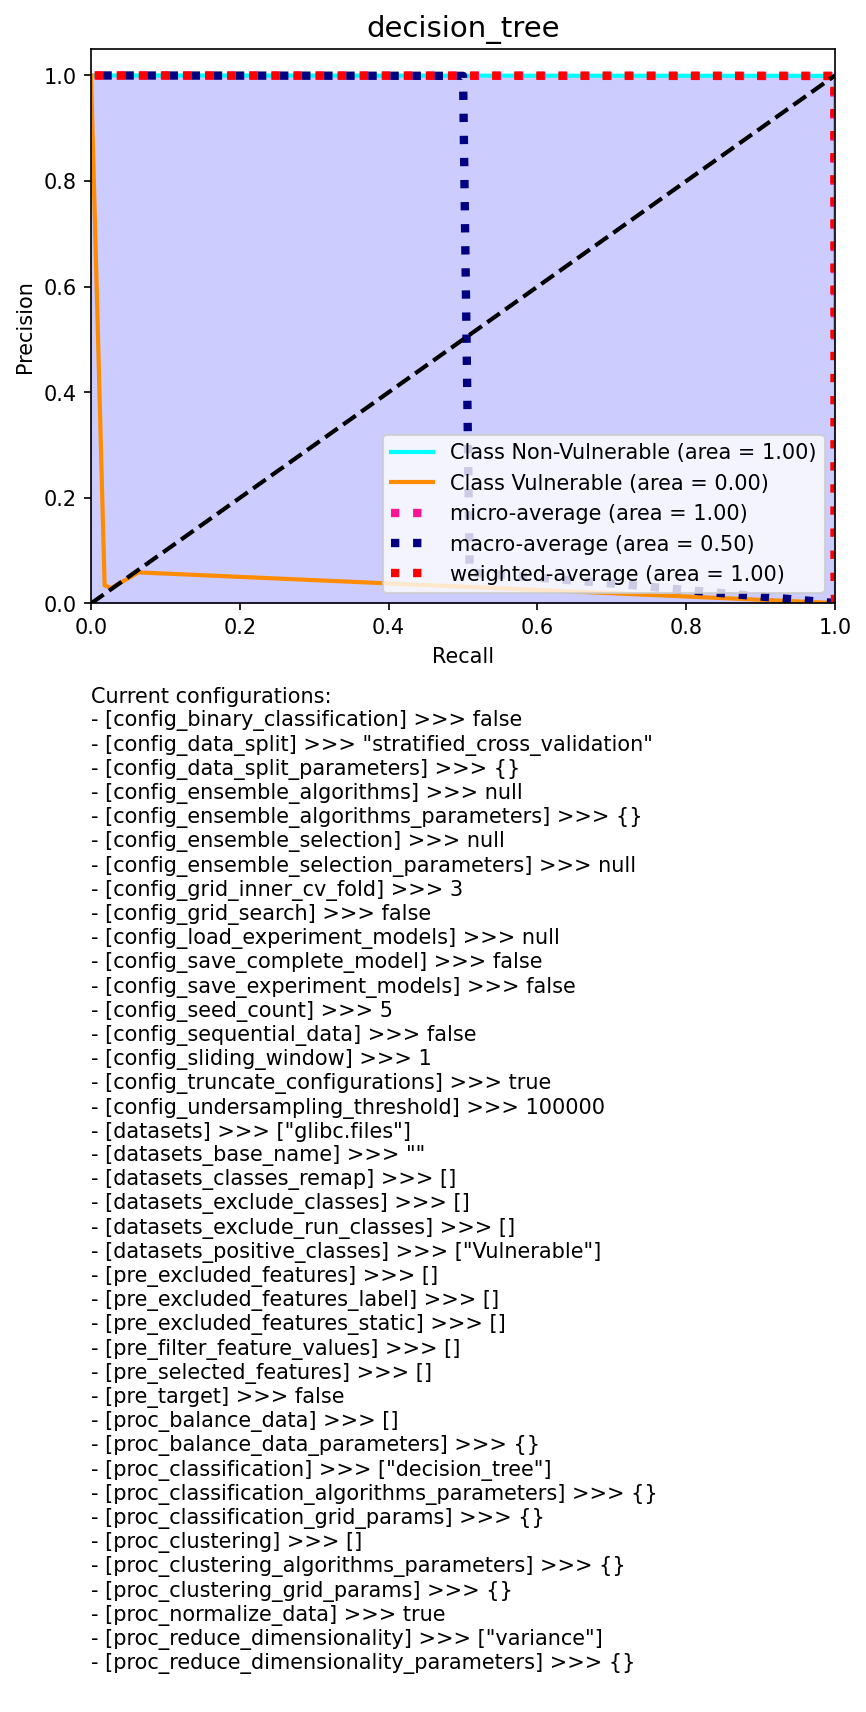 decision_tree
1.0
0.8
0.6
0.4
0.2
0.0
Precision
Class Non-Vulnerable (area = 1.00)
Class Vulnerable (area = 0.00)
micro-average (area = 1.00)
macro-average (area = 0.50)
weighted-average (area = 1.00)
0.0 0.2 0.4 0.6 0.8 1.0
Recall
Current configurations:
- [config_binary_classification] >>> false
- [config_data_split] >>> "stratified_cross_validation"
- [config_data_split_parameters] >>> {}
- [config_ensemble_algorithms] >>> null
- [config_ensemble_algorithms_parameters] >>> {}
- [config_ensemble_selection] >>> null
- [config_ensemble_selection_parameters] >>> null
- [config_grid_inner_cv_fold] >>> 3
- [config_grid_search] >>> false
- [config_load_experiment_models] >>> null
- [config_save_complete_model] >>> false
- [config_save_experiment_models] >>> false
- [config_seed_count] >>> 5
- [config_sequential_data] >>> false
- [config_sliding_window] >>> 1
- [config_truncate_configurations] >>> true
- [config_undersampling_threshold] >>> 100000
- [datasets] >>> ["glibc.files"]
- [datasets_base_name] >>> ""
- [datasets_classes_remap] >>> []
- [datasets_exclude_classes] >>> []
- [datasets_exclude_run_classes] >>> []
- [datasets_positive_classes] >>> ["Vulnerable"]
- [pre_excluded_features] >>> []
- [pre_excluded_features_label] >>> []
- [pre_excluded_features_static] >>> []
- [pre_filter_feature_values] >>> []
- [pre_selected_features] >>> []
- [pre_target] >>> false
- [proc_balance_data] >>> []
- [proc_balance_data_parameters] >>> {}
- [proc_classification] >>> ["decision_tree"]
- [proc_classification_algorithms_parameters] >>> {}
- [proc_classification_grid_params] >>> {}
- [proc_clustering] >>> []
- [proc_clustering_algorithms_parameters] >>> {}
- [proc_clustering_grid_params] >>> {}
- [proc_normalize_data] >>> true
- [proc_reduce_dimensionality] >>> ["variance"]
- [proc_reduce_dimensionality_parameters] >>> {}